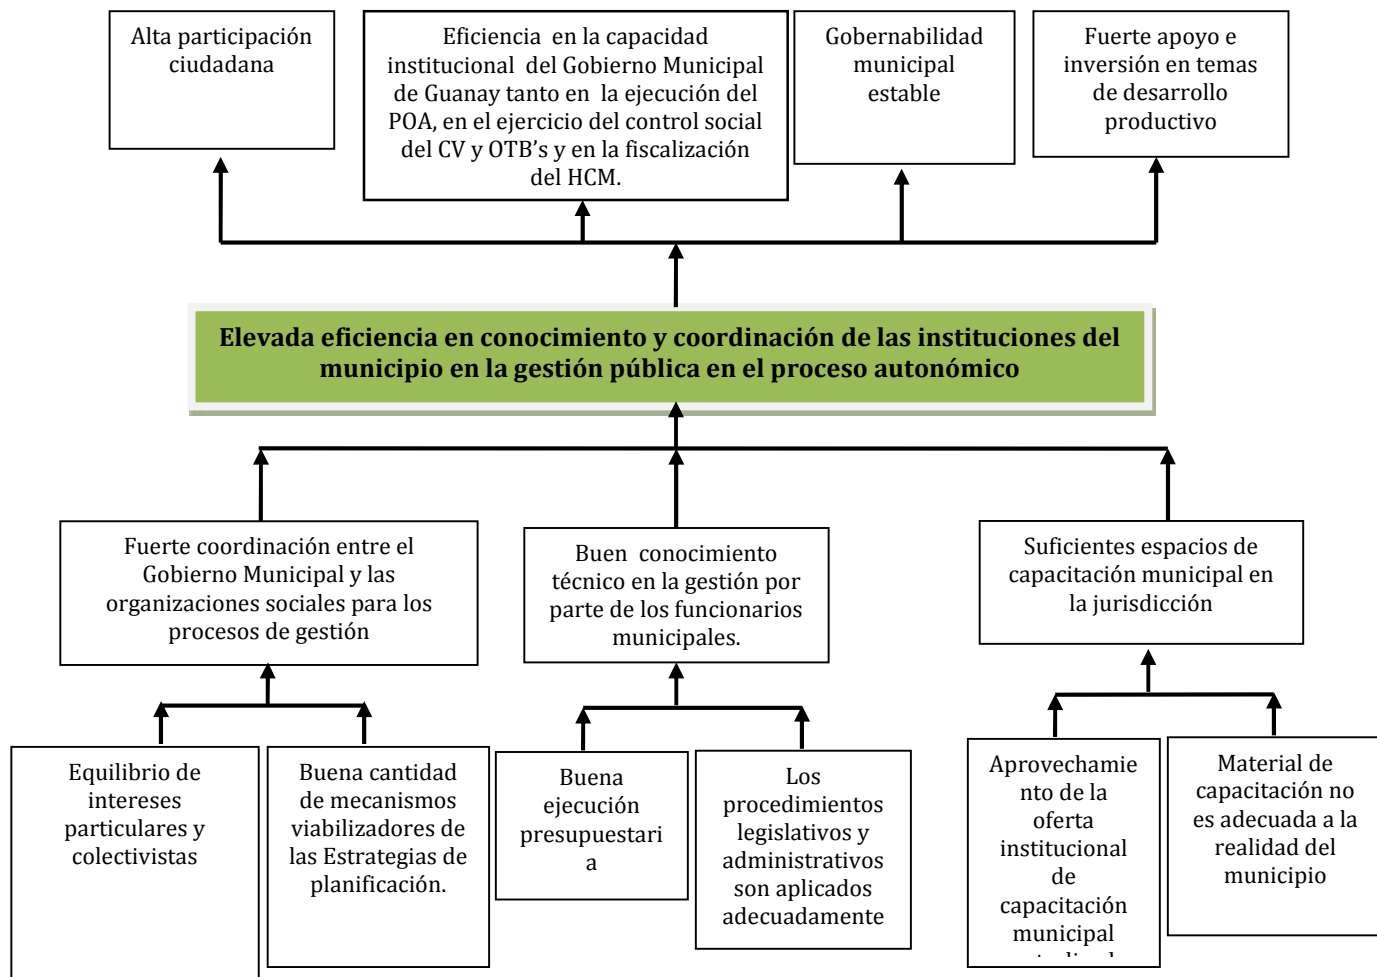 Alta participación
ciudadana
Eficiencia en la capacidad
institucional del Gobierno Municipal
de Guanay tanto en la ejecución del
POA, en el ejercicio del control social
del CV y OTB’s y en la fiscalización
del HCM.
Gobernabilidad
municipal
estable
Fuerte apoyo e
inversión en temas
de desarrollo
productivo
Elevada eficiencia en conocimiento y coordinación de las instituciones del
municipio en la gestión pública en el proceso autonómico
Fuerte coordinación entre el
Gobierno Municipal y las
organizaciones sociales para los
procesos de gestión
Buen conocimiento
técnico en la gestión por
parte de los funcionarios
municipales.
Suficientes espacios de
capacitación municipal en
la jurisdicción
Equilibrio de
intereses
particulares y
colectivistas
Buena cantidad
de mecanismos
viabilizadores de
las Estrategias de
planificación.
Buena
ejecución
presupuestari
a
Los
procedimientos
legislativos y
administrativos
son aplicados
adecuadamente
Aprovechamie
nto de la
oferta
institucional
de
capacitación
municipal
Material de
capacitación no
es adecuada a la
realidad del
municipio